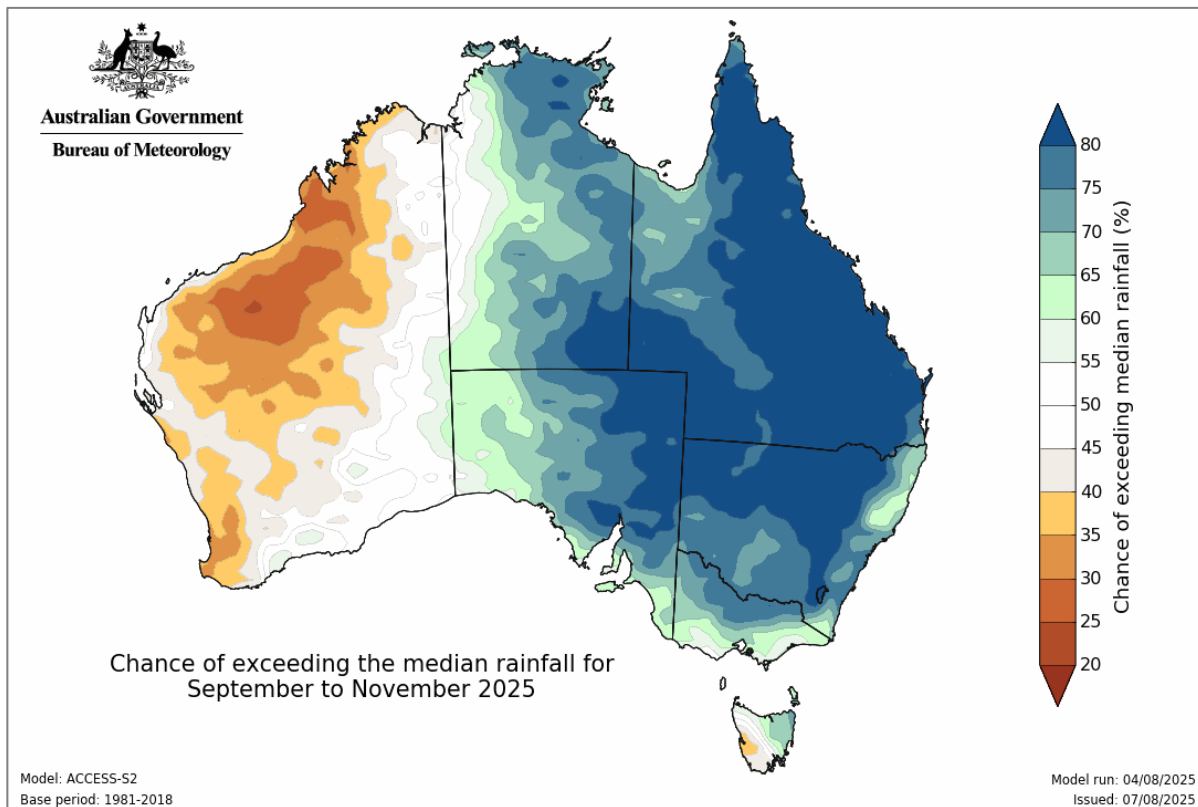 AUSTRALIA
Australian Government
Bureau of Meteorology
80
75
70
65
60
55
50
45
40
35
30
25
20
Chance of exceeding median rainfall (%)
Chance of exceeding the median rainfall for
September to November 2025
Model: ACCESS-S2
Base period: 1981-2018
Model run: 04/08/2025
Issued: 07/08/2025